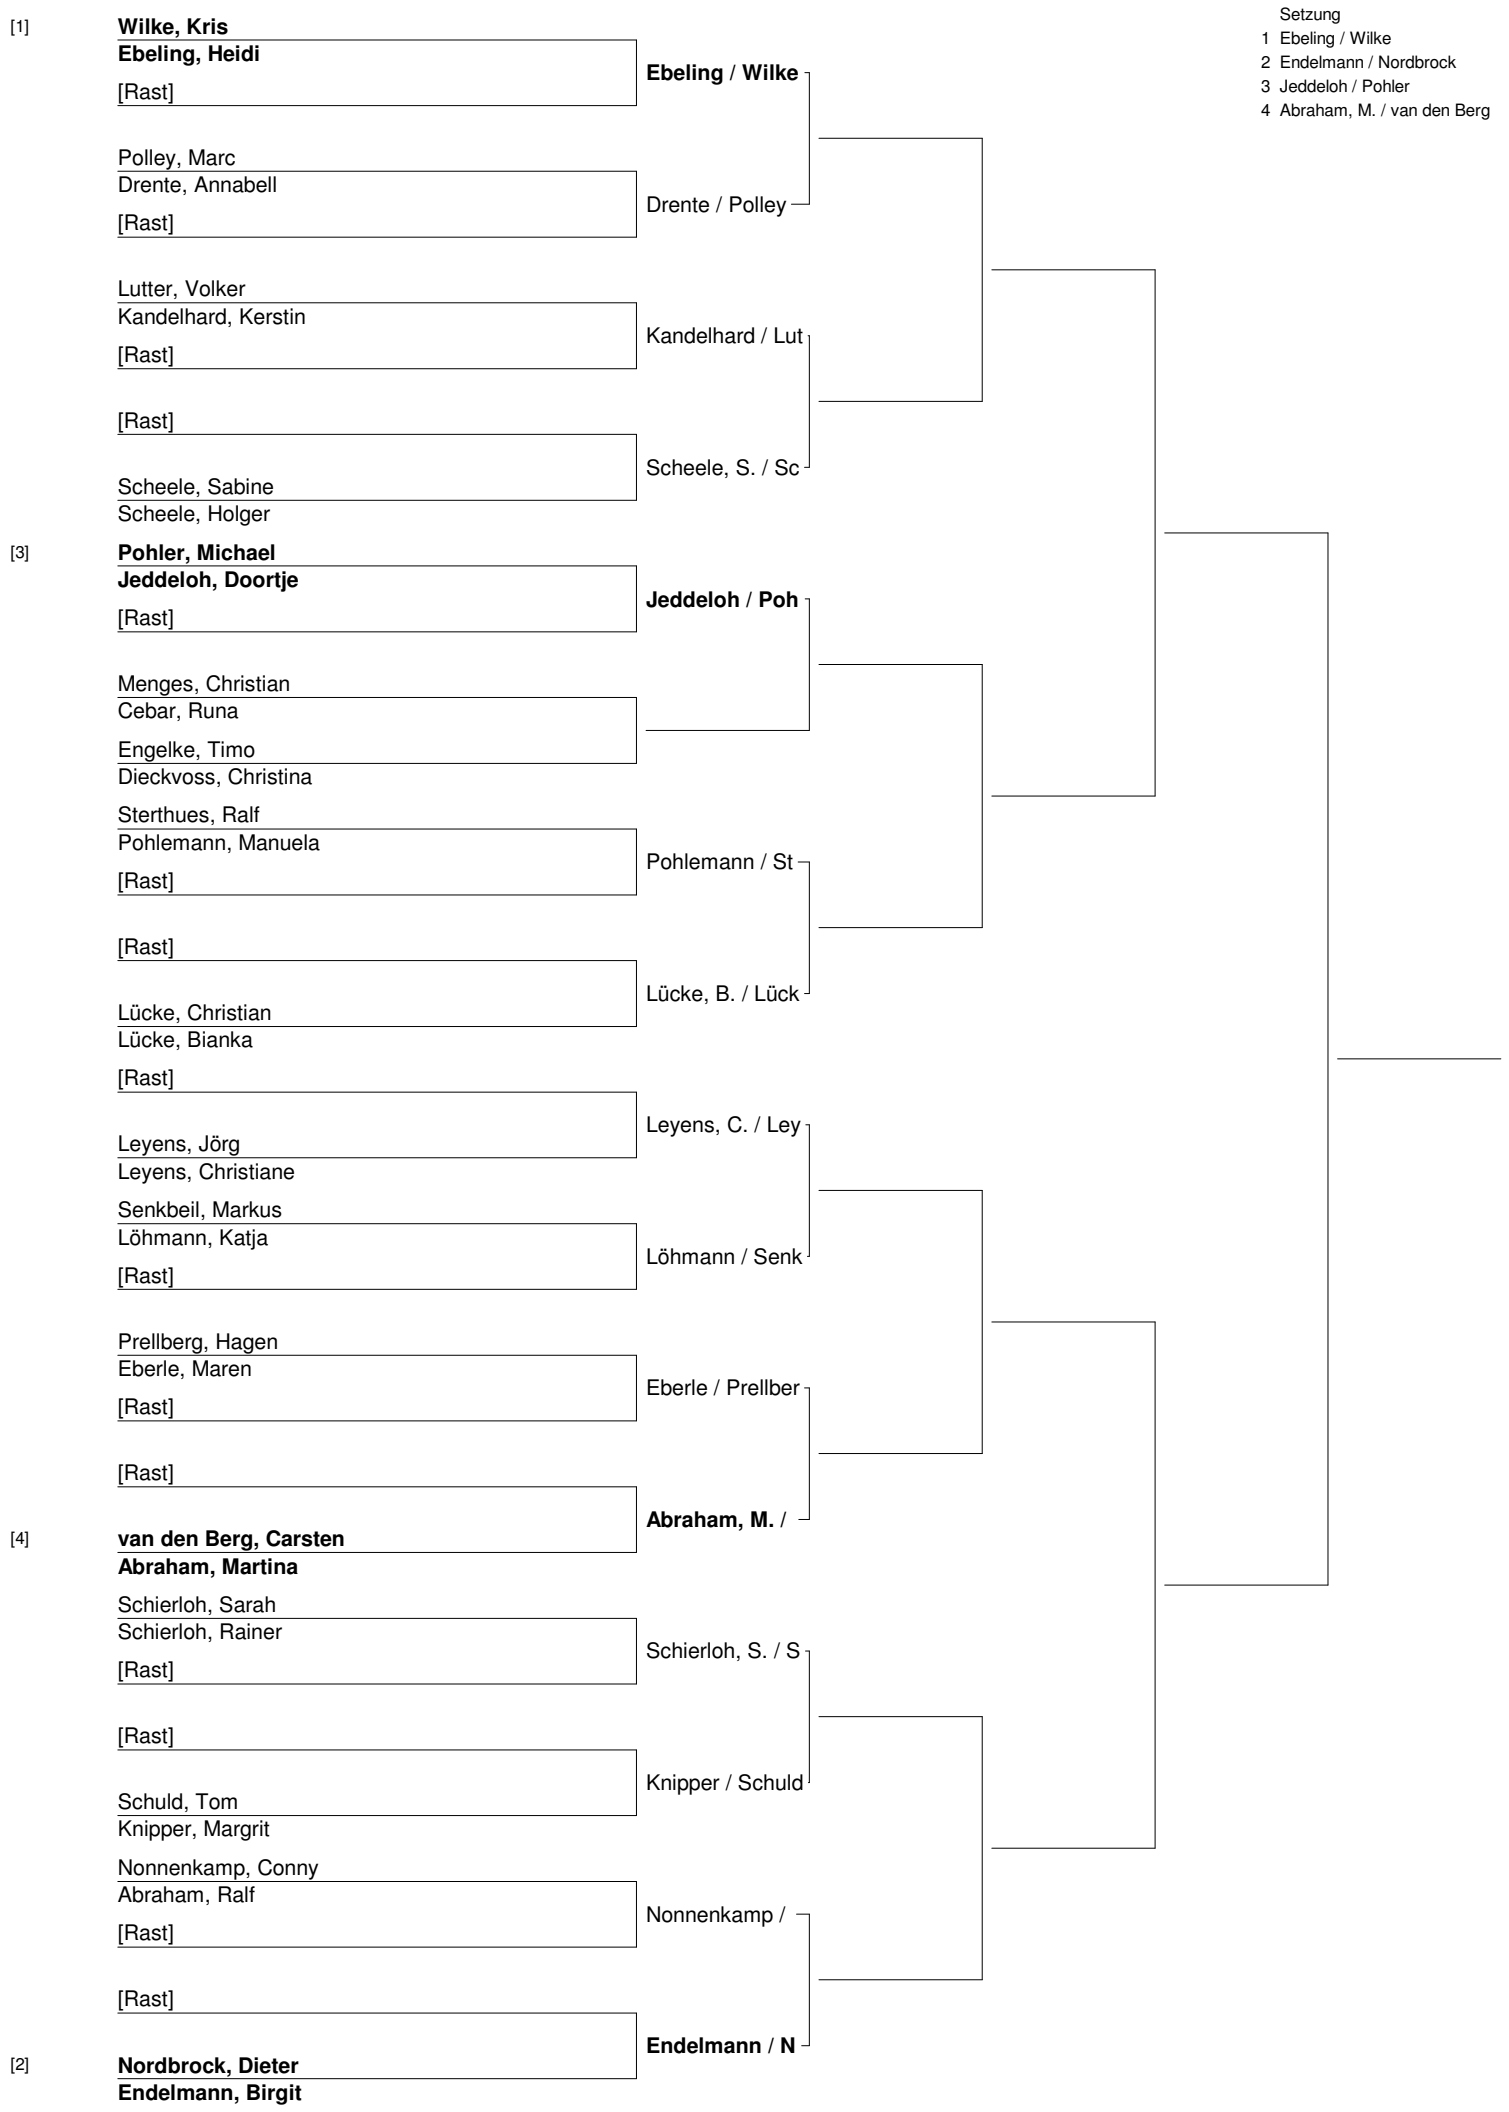 Setzung
1 Ebeling / Wilke
2 Endelmann / Nordbrock
3 Jeddeloh / Pohler
4 Abraham, M. / van den Berg
[1] Wilke, Kris
Ebeling, Heidi
Ebeling / Wilke
[Rast]
Polley, Marc
Drente, Annabell
Drente / Polley
[Rast]
Lutter, Volker
Kandelhard, Kerstin
Kandelhard / Lut
[Rast]
[Rast]
Scheele, S. / Sc
Scheele, Sabine
Scheele, Holger
[3] Pohler, Michael
Jeddeloh, Doortje
Jeddeloh / Poh
[Rast]
Menges, Christian
Cebar, Runa
Engelke, Timo
Dieckvoss, Christina
Sterthues, Ralf
Pohlemann, Manuela
Pohlemann / St
[Rast]
[Rast]
Lücke, B. / Lück
Lücke, Christian
Lücke, Bianka
[Rast]
Leyens, C. / Ley
Leyens, Jörg
Leyens, Christiane
Senkbeil, Markus
Löhmann, Katja
Löhmann / Senk
[Rast]
Prellberg, Hagen
Eberle, Maren
Eberle / Prellber
[Rast]
[Rast]
Abraham, M. /
[4] van den Berg, Carsten
Abraham, Martina
Schierloh, Sarah
Schierloh, Rainer
Schierloh, S. / S
[Rast]
[Rast]
Knipper / Schuld
Schuld, Tom
Knipper, Margrit
Nonnenkamp, Conny
Abraham, Ralf
Nonnenkamp /
[Rast]
[Rast]
Endelmann / N
[2] Nordbrock, Dieter
Endelmann, Birgit